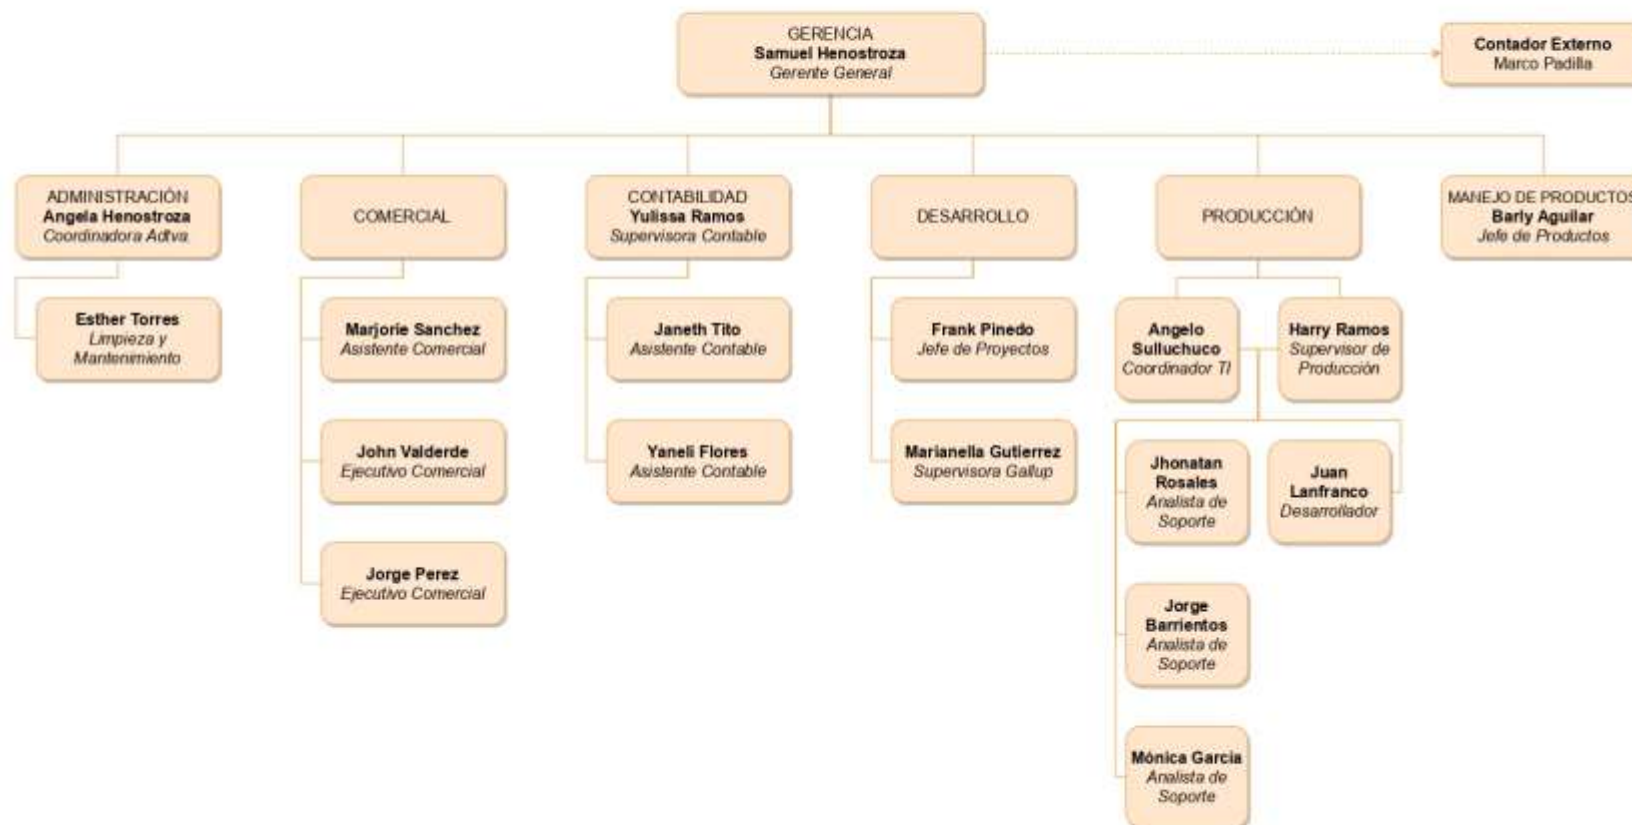 GERENCIA
Samuel Henostroza
Gerente General
Contador Externo
Marco Padilla
ADMINISTRACIÓN
Angela Henostroza
Coordinadora Adtva.
COMERCIAL
CONTABILIDAD
Yulissa Ramos
Supervisora Contable
DESARROLLO
PRODUCCIÓN
MANEJO DE PRODUCTOS
Barly Aguilar
Jefe de Productos
Esther Torres
Limpieza y
Mantenimiento
Marjorie Sanchez
Asistente Comercial
Janeth Tito
Asistente Contable
Frank Pinedo
Jefe de Proyectos
Angelo
Sulluchuco
Coordinador TI
Harry Ramos
Supervisor de
Producción
John Valderde
Ejecutivo Comercial
Yaneli Flores
Asistente Contable
Marianella Gutierrez
Supervisora Gallup
Jhonatan
Rosales
Analista de
Soporte
Juan
Lanfranco
Desarrollador
Jorge Perez
Ejecutivo Comercial
Jorge
Barrientos
Analista de
Soporte
Mónica Garcia
Analista de
Soporte